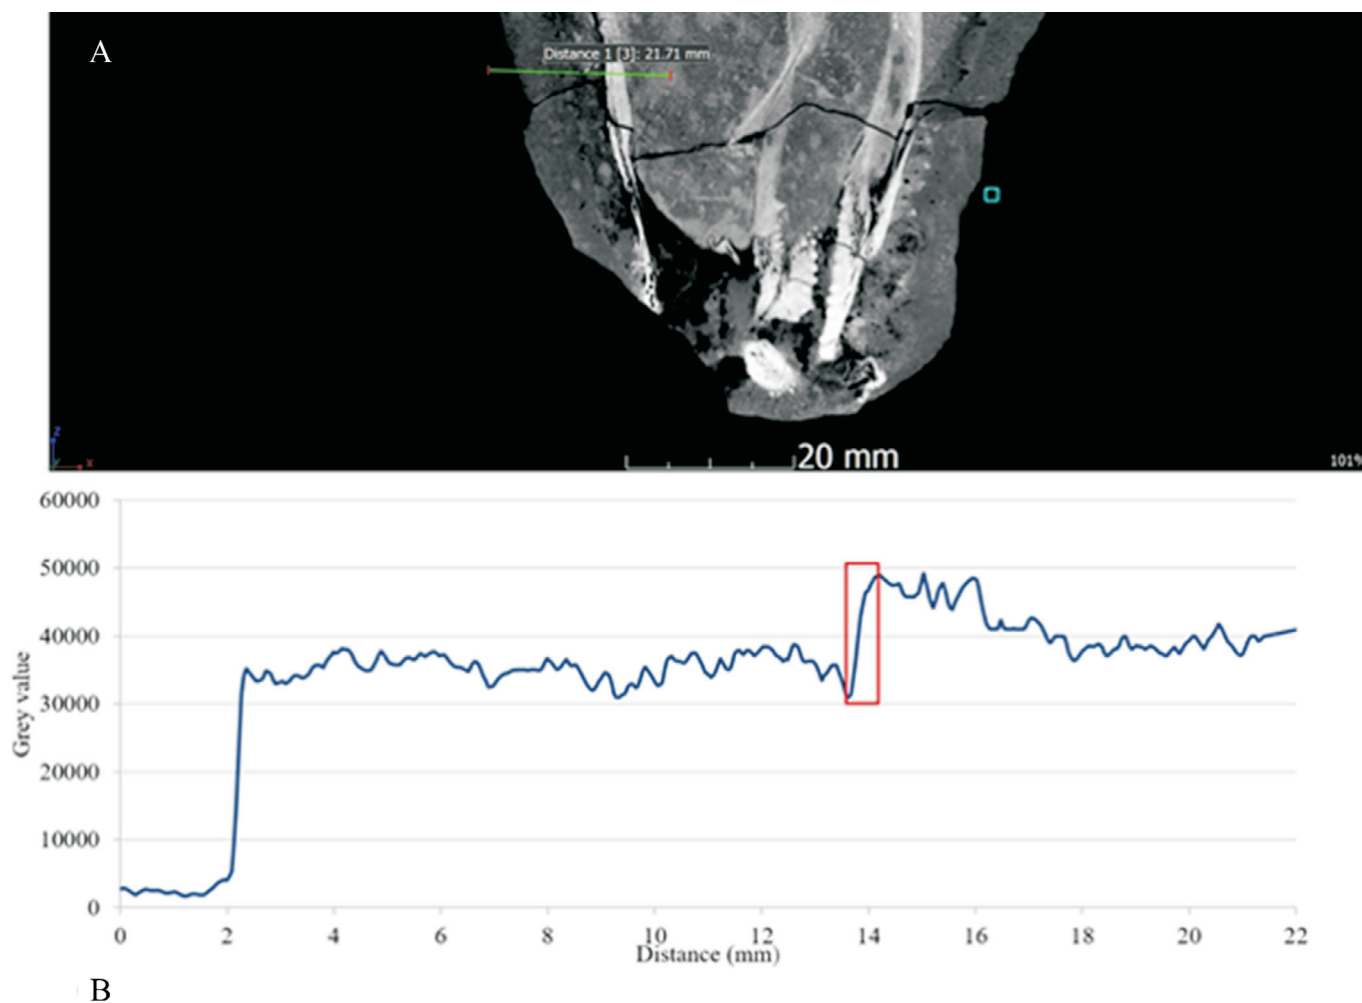 A
Distance 1 [3]: 21.71 mm
Z
X
20 mm
101%
60000
50000
40000
30000
20000
10000
0
Grey value
0 2 4 6 8 10 12 14 16 18 20 22
Distance (mm)
B